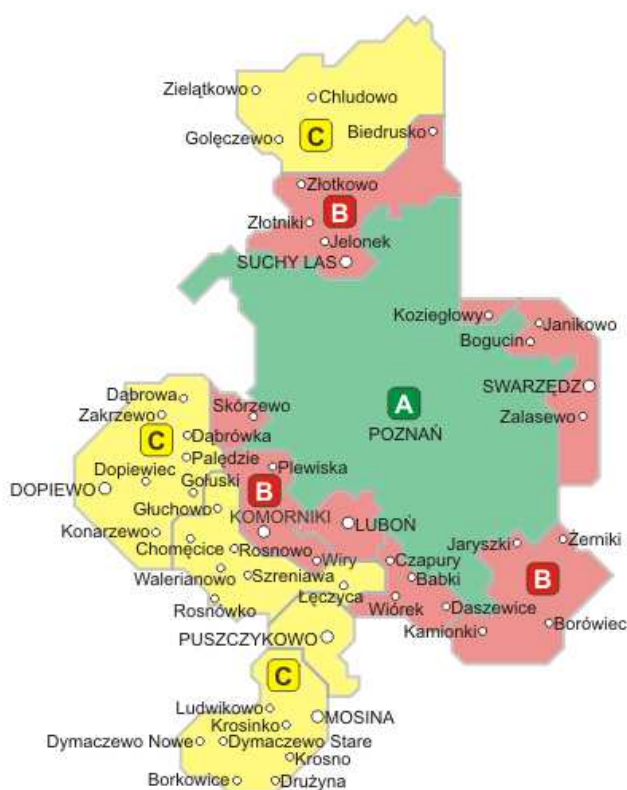 Zielątkowo
Chludowo
Biedrusko
Golęczewo
C
Złotkowo
B
Złotniki
Jelonek
SUCHY LAS
Koziegłowy
Janikowo
Bogucin
Dąbrowa
SWARZĘDZ
Skórzewo
A
Zakrzewo
Zalasewo
POZNAŃ
C
Dąbrówka
Palędzie
Plewiska
Dopiewiec
Gołuski
DOPIEWO
B
Głuchowo
KOMORNIKI
LUBOŃ
Konarzewo
Żerniki
Jaryszki
Chomęcice
Rosnowo
Wiry
Czapury
Walerianowo
Szreniawa
Babki
B
Łęczyca
Rosnówko
Wiórek
Daszewice
Kamionki
Borówiec
PUSZCZYKOWO
C
Ludwikowo
MOSINA
Krosinko
Dymaczewo Nowe
Dymaczewo Stare
Krosno
Borkowice
Drużyna